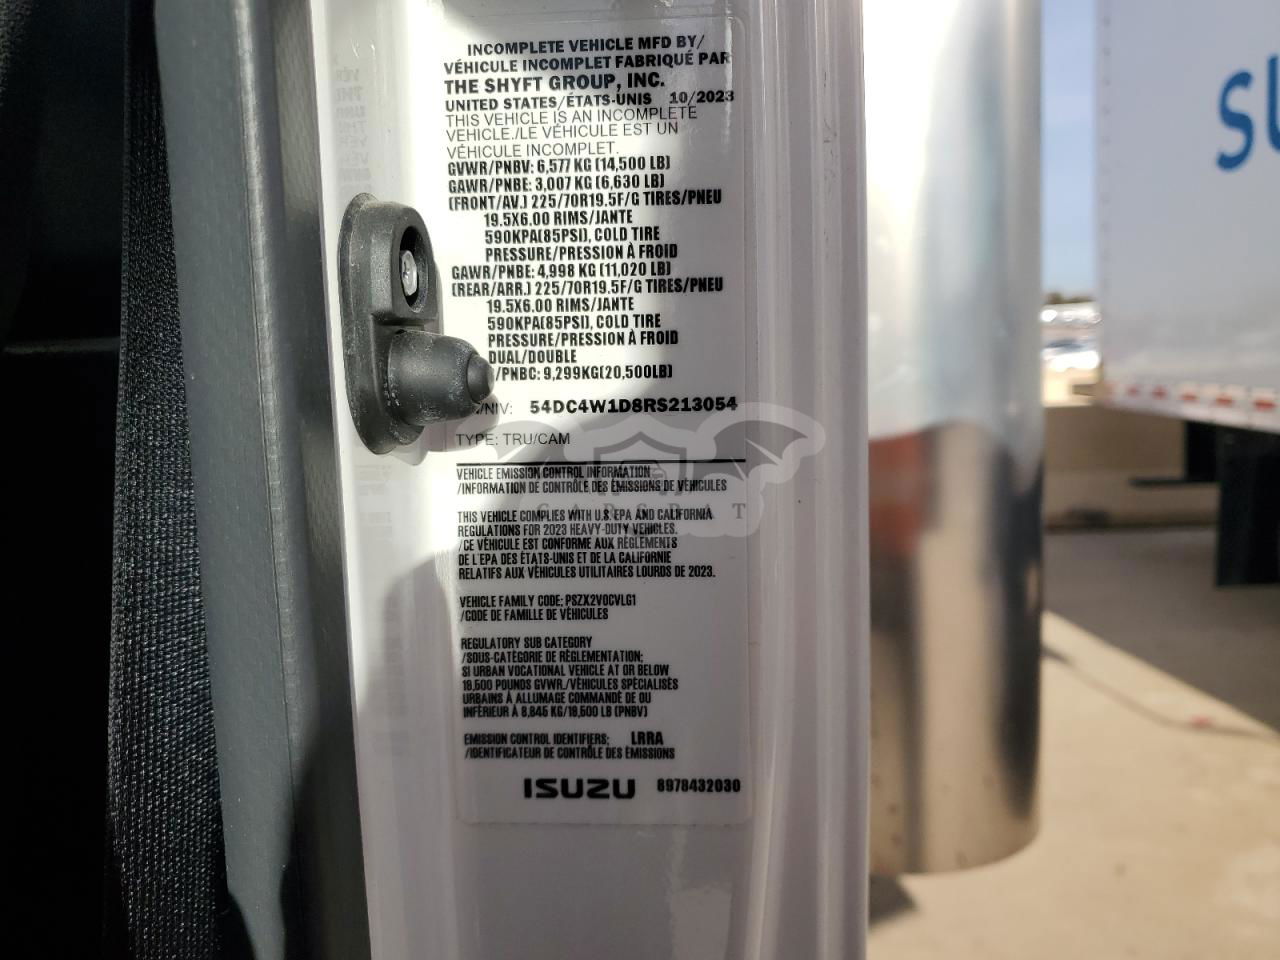 INCOMPLETE VEHICLE MFD BY/
VÉHICULE INCOMPLET FABRIQUÉ PAR
THE SHYFT GROUP, INC.
UNITED STATES/ÉTATS-UNIS 10/2023
THIS VEHICLE IS AN INCOMPLETE
VEHICLE./LE VÉHICULE EST UN
VÉHICULE INCOMPLET.
GVWR/PNBV: 6,577 KG (14,500 LB)
GAWR/PNBE: 3,007 KG (6,630 LB)
(FRONT/AV.) 225/70R19.5F/G TIRES/PNEU
19.5X6.00 RIMS/JANTE
590KPA(85PSI), COLD TIRE
PRESSURE/PRESSION À FROID
GAWR/PNBE: 4,998 KG (11,020 LB)
(REAR/ARR.) 225/70R19.5F/G TIRES/PNEU
19.5X6.00 RIMS/JANTE
590KPA(85PSI), COLD TIRE
PRESSURE/PRESSION À FROID
DUAL/DOUBLE
/PNBC: 9,299KG(20,500LB)
/NIV: 54DC4W1D8RS213054
TYPE: TRU/CAM
VEHICLE EMISSION CONTROL INFORMATION
/INFORMATION DE CONTRÔLE DES ÉMISSIONS DE VÉHICULES
THIS VEHICLE COMPLIES WITH U.S. EPA AND CALIFORNIA
REGULATIONS FOR 2023 HEAVY-DUTY VEHICLES.
/CE VÉHICULE EST CONFORME AUX RÈGLEMENTS
DE L'EPA DES ÉTATS-UNIS ET DE LA CALIFORNIE
RELATIFS AUX VÉHICULES UTILITAIRES LOURDS DE 2023.
VEHICLE FAMILY CODE: PSZX2VOCVLG1
/CODE DE FAMILLE DE VÉHICULES
REGULATORY SUB CATEGORY
/SOUS-CATÉGORIE DE RÈGLEMENTATION:
SI URBAN VOCATIONAL VEHICLE AT OR BELOW
19,500 POUNDS GVWR./VÉHICULES SPÉCIALISÉS
URBAINS À ALLUMAGE COMMANDÉ DE OU
INFÉRIEUR À 8,845 KG/19,500 LB (PNBV)
EMISSION CONTROL IDENTIFIERS: LRRA
/IDENTIFICATEUR DE CONTRÔLE DES ÉMISSIONS
ISUZU 8978432030